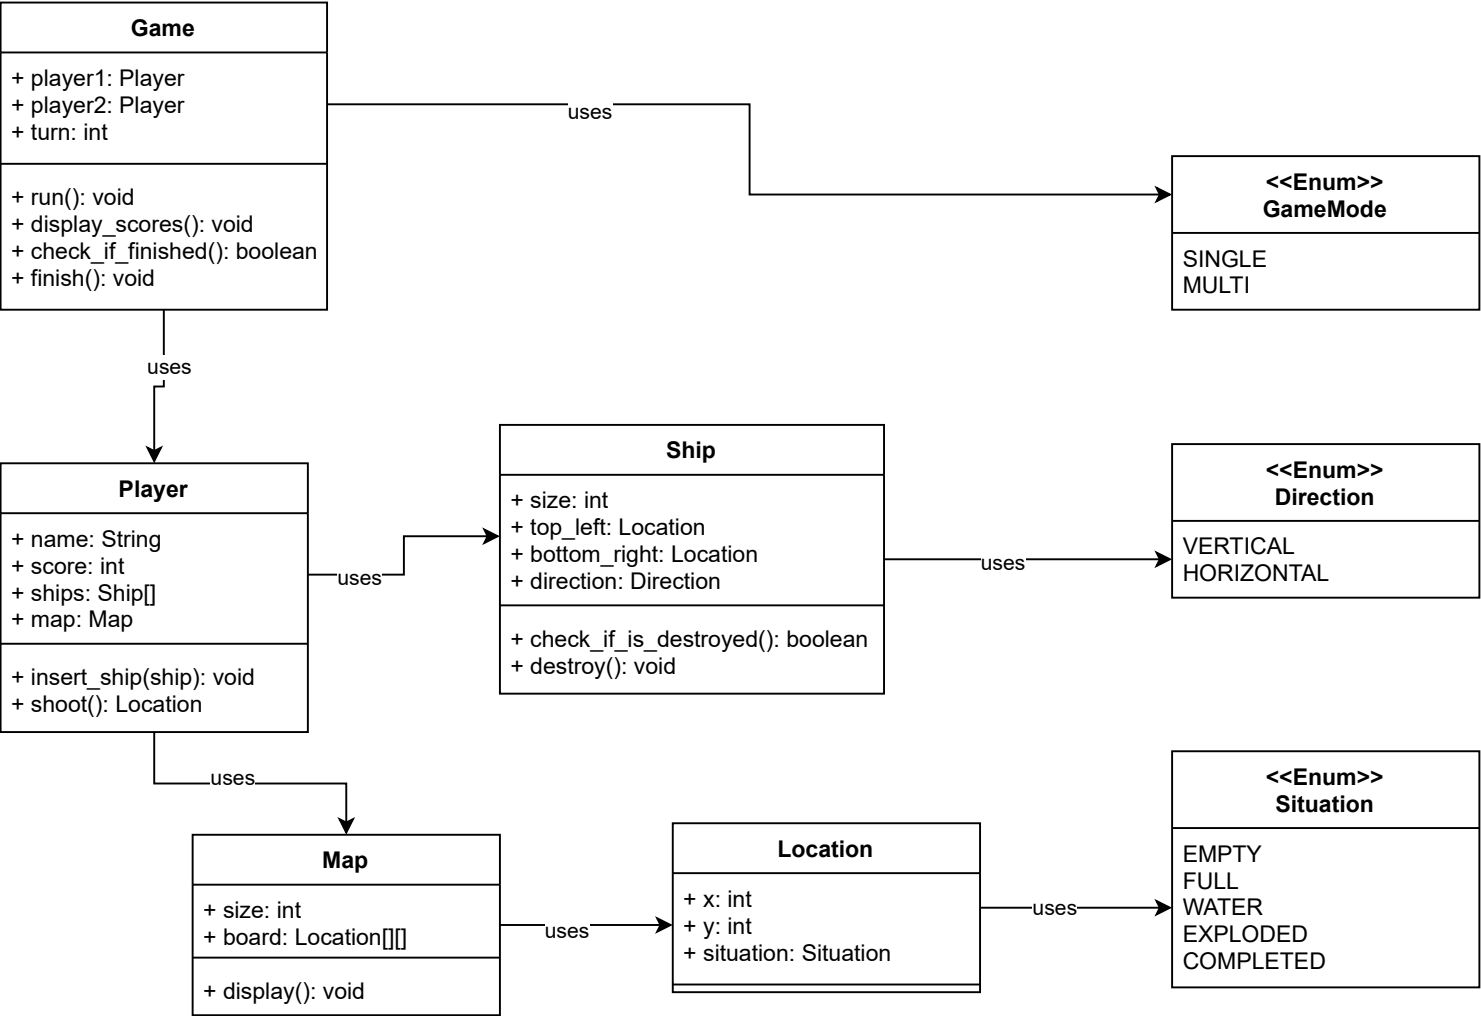 Game
+ player1: Player
+ player2: Player
+ turn: int
+ run(): void
+ display_scores(): void
+ check_if_finished(): boolean
+ finish(): void
uses
<<Enum>>
GameMode
SINGLE
MULTI
uses
Player
+ name: String
+ score: int
+ ships: Ship[]
+ map: Map
+ insert_ship(ship): void
+ shoot(): Location
uses
Ship
+ size: int
+ top_left: Location
+ bottom_right: Location
+ direction: Direction
+ check_if_is_destroyed(): boolean
+ destroy(): void
uses
<<Enum>>
Direction
VERTICAL
HORIZONTAL
uses
Map
+ size: int
+ board: Location[][]
+ display(): void
uses
Location
+ x: int
+ y: int
+ situation: Situation
uses
<<Enum>>
Situation
EMPTY
FULL
WATER
EXPLODED
COMPLETED